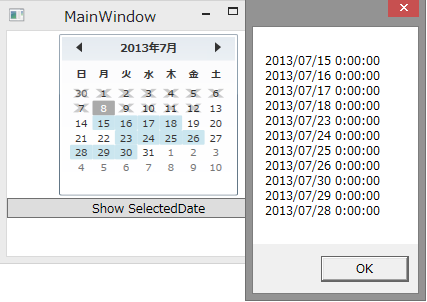 MainWindow
2013年7月
日 月 火 水 木 金 土
30 1 2 3 4 5 6
7 8 9 10 11 12 13
14 15 16 17 18 19 20
21 22 23 24 25 26 27
28 29 30 31 1 2 3
4 5 6 7 8 9 10
Show SelectedDate
2013/07/15 0:00:00
2013/07/16 0:00:00
2013/07/17 0:00:00
2013/07/18 0:00:00
2013/07/23 0:00:00
2013/07/24 0:00:00
2013/07/25 0:00:00
2013/07/26 0:00:00
2013/07/30 0:00:00
2013/07/29 0:00:00
2013/07/28 0:00:00
OK